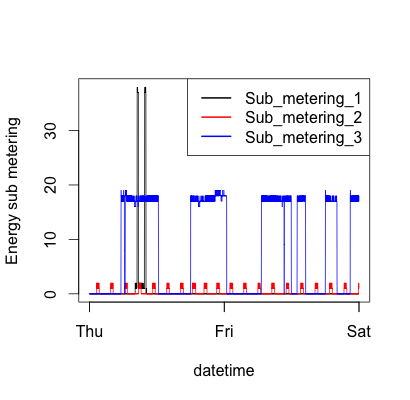 Sub_metering_1
Sub_metering_2
Sub_metering_3
Energy sub metering
30
20
10
0
Thu
Fri
Sat
datetime